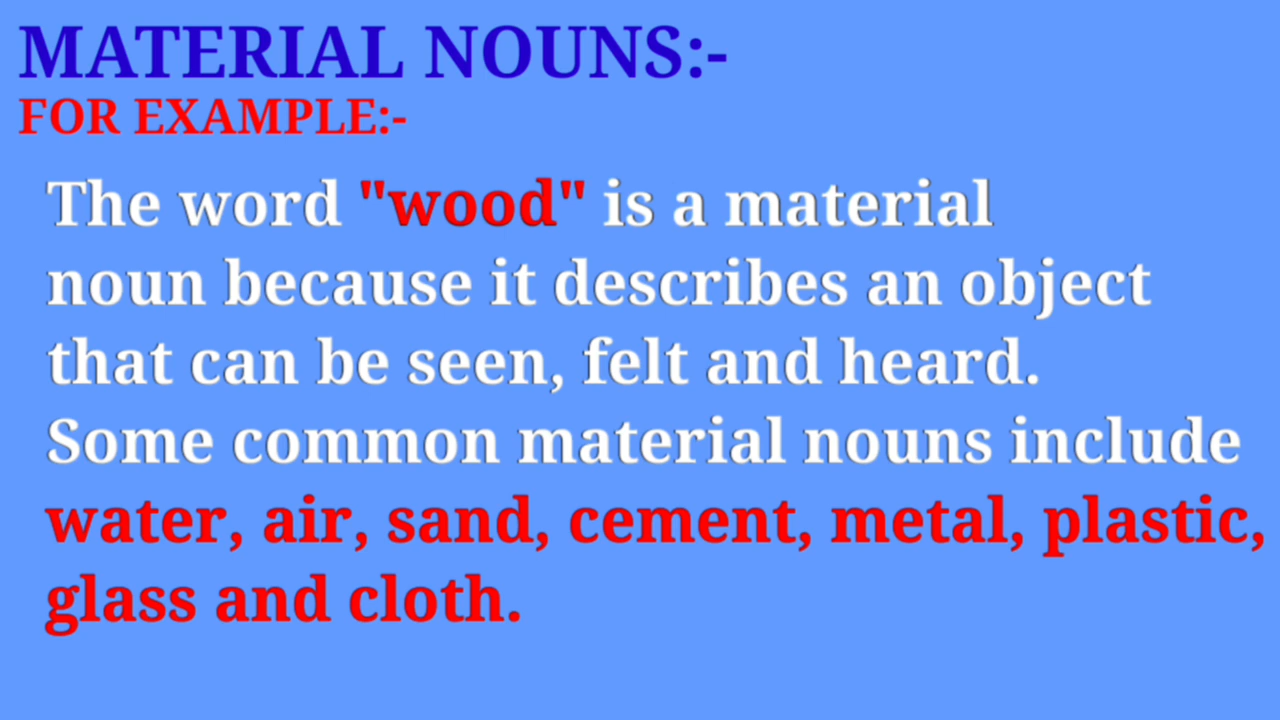 MATERIAL NOUNS:-
FOR EXAMPLE:-
The word "wood" is a material
noun because it describes an object
that can be seen, felt and heard.
Some common material nouns include
water, air, sand, cement, metal, plastic,
glass and cloth.